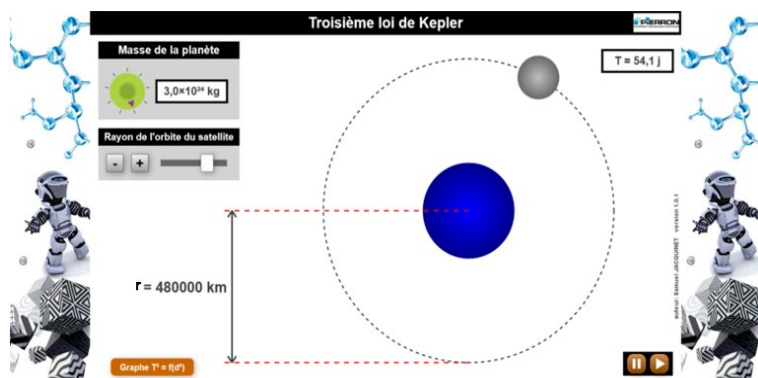 Troisième loi de Kepler
PIERRON
Masse de la planète
3,0×10²⁴ kg
T = 54,1 j
Rayon de l'orbite du satellite
- +
r = 480000 km
Graphe T² = f(d³)
auteur: Samuel JACQUINET version 1.0.1